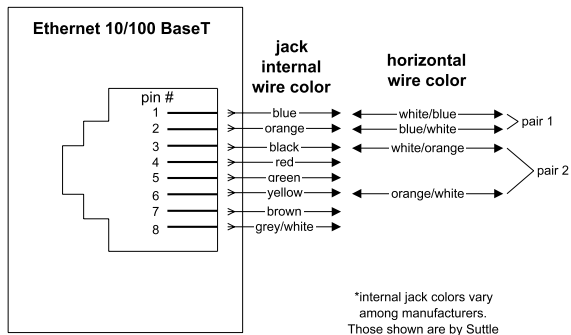 Ethernet 10/100 BaseT
jack
internal
wire color
horizontal
wire color
pin #
1 blue white/blue
2 orange blue/white
pair 1
3 black white/orange
4 red
pair 2
5 green
6 yellow orange/white
7 brown
8 grey/white
*internal jack colors vary
among manufacturers.
Those shown are by Suttle